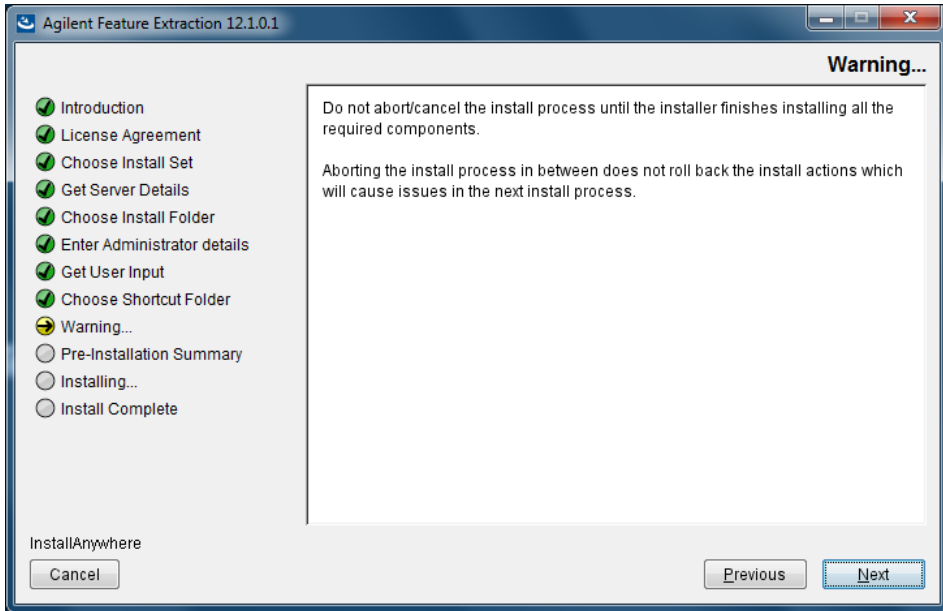 Agilent Feature Extraction 12.1.0.1
Warning...
Introduction
License Agreement
Choose Install Set
Get Server Details
Choose Install Folder
Enter Administrator details
Get User Input
Choose Shortcut Folder
Warning...
Pre-Installation Summary
Installing...
Install Complete
Do not abort/cancel the install process until the installer finishes installing all the
required components.
Aborting the install process in between does not roll back the install actions which
will cause issues in the next install process.
InstallAnywhere
Cancel
Previous
Next